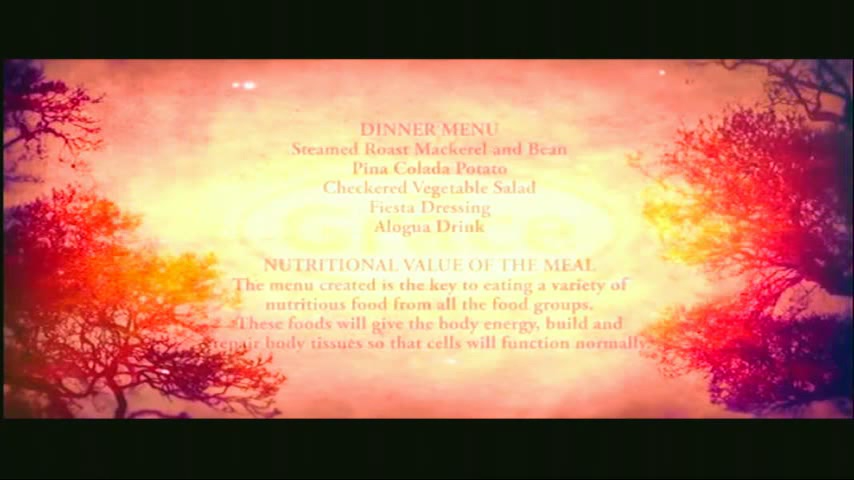 DINNER MENU
Steamed Roast Mackerel and Bean
Pina Colada Potato
Checkered Vegetable Salad
Fiesta Dressing
Alogua Drink
NUTRITIONAL VALUE OF THE MEAL
The menu created is the key to eating a variety of
nutritious food from all the food groups.
These foods will give the body energy, build and
repair body tissues so that cells will function normally.